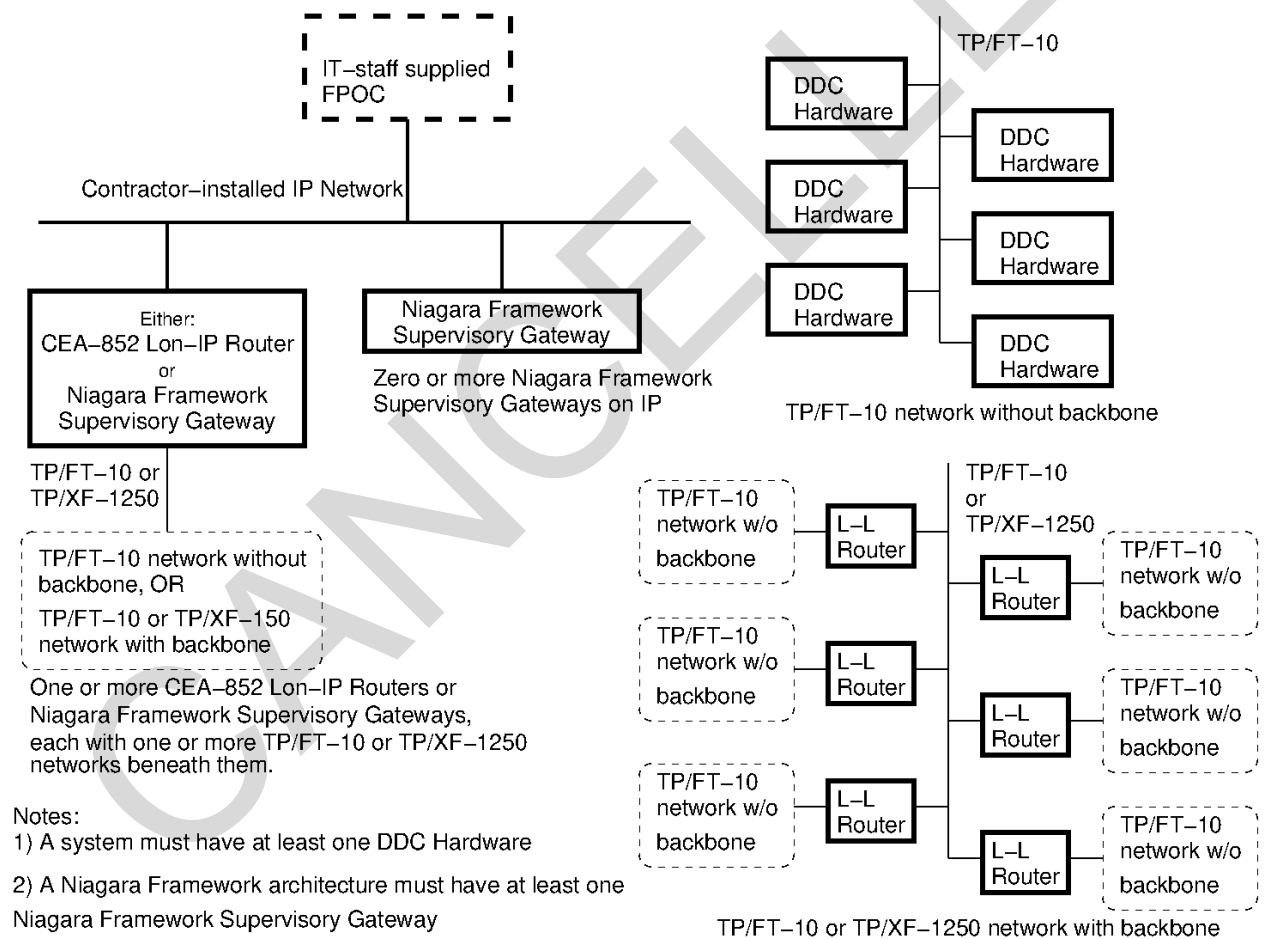 IT–staff supplied
FPOC
Contractor–installed IP Network
Either:
CEA–852 Lon–IP Router
or
Niagara Framework
Supervisory Gateway
Niagara Framework
Supervisory Gateway
Zero or more Niagara Framework
Supervisory Gateways on IP
TP/FT–10 or
TP/XF–1250
TP/FT–10 network without
backbone, OR
TP/FT–10 or TP/XF–150
network with backbone
One or more CEA–852 Lon–IP Routers or
Niagara Framework Supervisory Gateways,
each with one or more TP/FT–10 or TP/XF–1250
networks beneath them.
Notes:
1) A system must have at least one DDC Hardware
2) A Niagara Framework architecture must have at least one
Niagara Framework Supervisory Gateway
TP/FT–10
DDC
Hardware
DDC
Hardware
DDC
Hardware
DDC
Hardware
DDC
Hardware
DDC
Hardware
TP/FT–10 network without backbone
TP/FT–10
or
TP/XF–1250
TP/FT–10
network w/o
backbone
L–L
Router
L–L
Router
TP/FT–10
network w/o
backbone
TP/FT–10
network w/o
backbone
L–L
Router
L–L
Router
TP/FT–10
network w/o
backbone
TP/FT–10
network w/o
backbone
L–L
Router
L–L
Router
TP/FT–10
network w/o
backbone
TP/FT–10 or TP/XF–1250 network with backbone
CANCELL